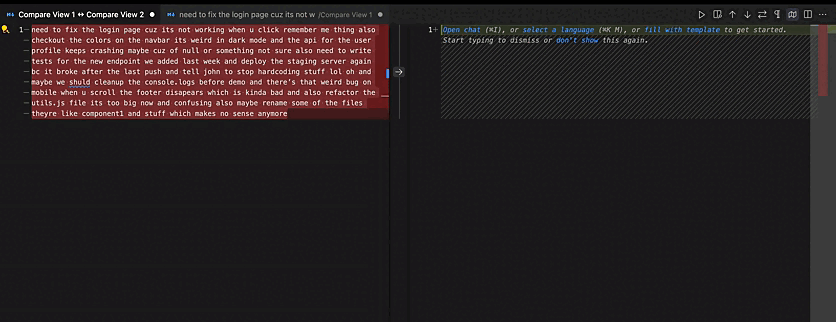 Compare View 1 ↔ Compare View 2 ●
need to fix the login page cuz its not w /Compare View 1 ●
1 − need to fix the login page cuz its not working when u click remember me thing also
− checkout the colors on the navbar its weird in dark mode and the api for the user
− profile keeps crashing maybe cuz of null or something not sure also need to write
− tests for the new endpoint we added last week and deploy the staging server again
− bc it broke after the last push and tell john to stop hardcoding stuff lol oh and
− maybe we shuld cleanup the console.logs before demo and there's that weird bug on
− mobile when u scroll the footer disapears which is kinda bad and also refactor the
− utils.js file its too big now and confusing also maybe rename some of the files
− theyre like component1 and stuff which makes no sense anymore
1+ Open chat (⌘I), or select a language (⌘K M), or fill with template to get started.
Start typing to dismiss or don't show this again.